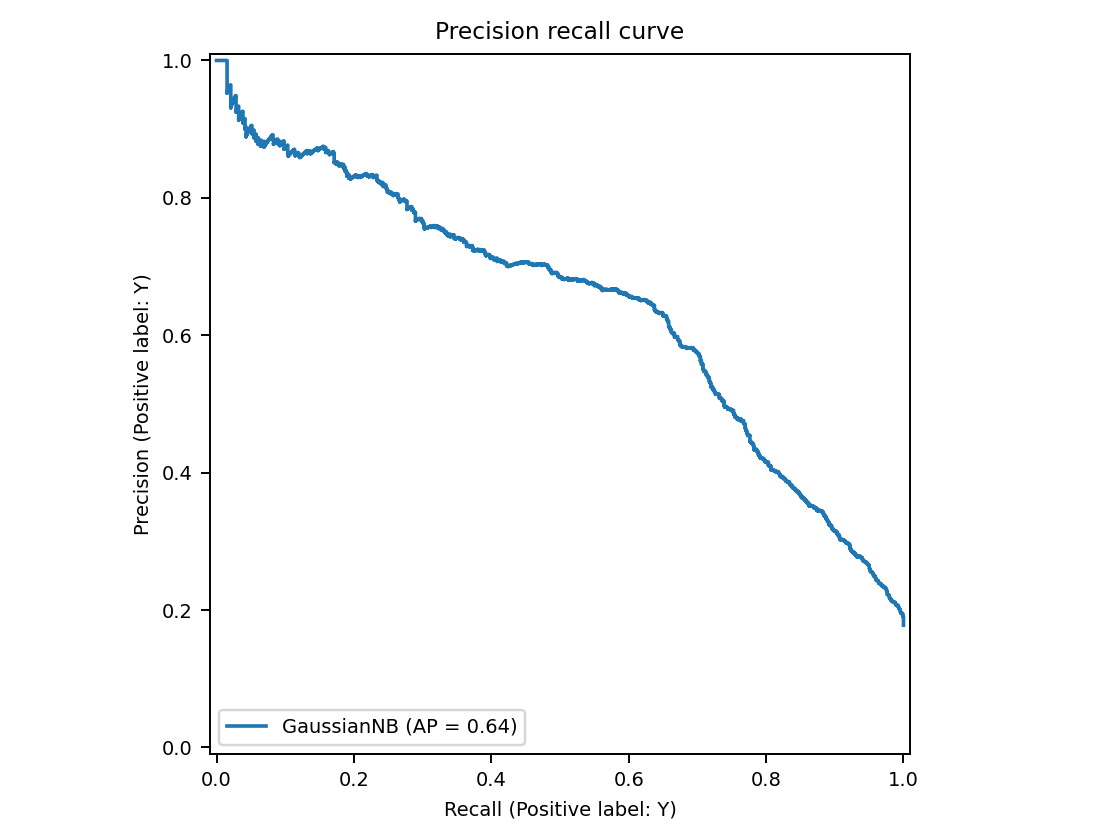 Precision recall curve
1.0
0.8
0.6
0.4
0.2
0.0
Precision (Positive label: Y)
GaussianNB (AP = 0.64)
0.0 0.2 0.4 0.6 0.8 1.0
Recall (Positive label: Y)